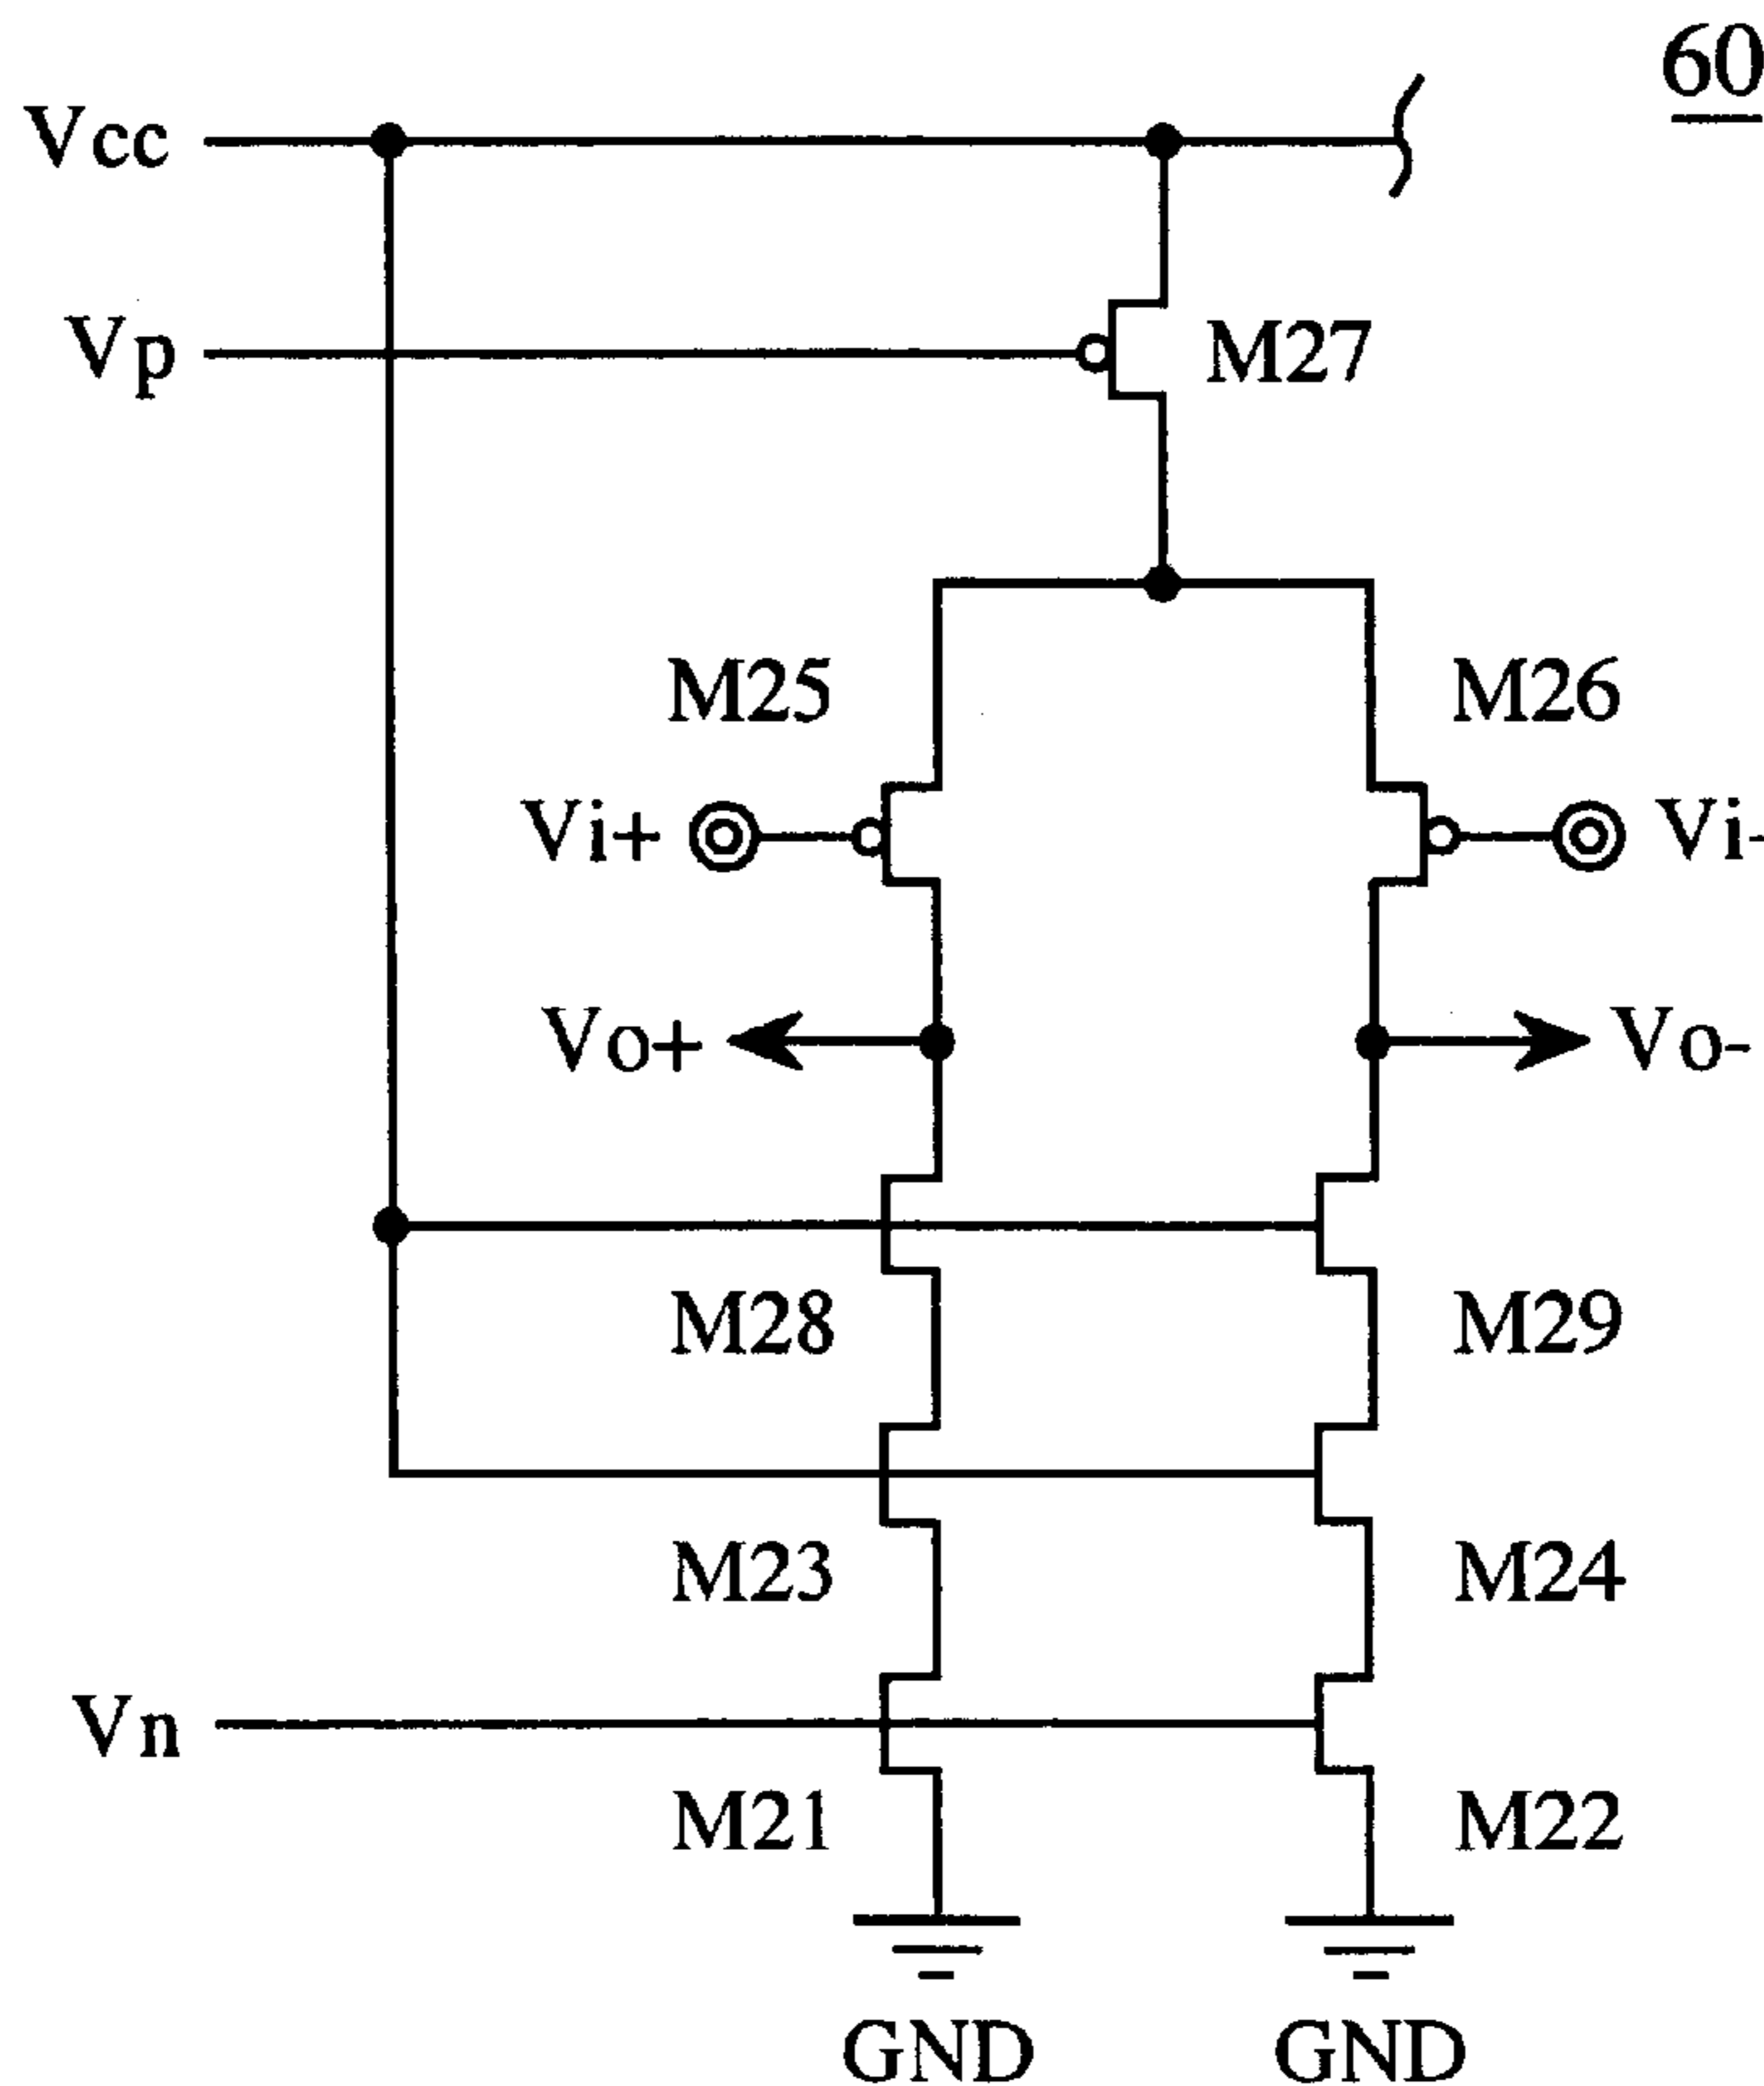 60
Vcc
Vp
M27
M25
M26
Vi+
Vi-
Vo+
Vo-
M28
M29
M23
M24
Vn
M21
M22
GND
GND